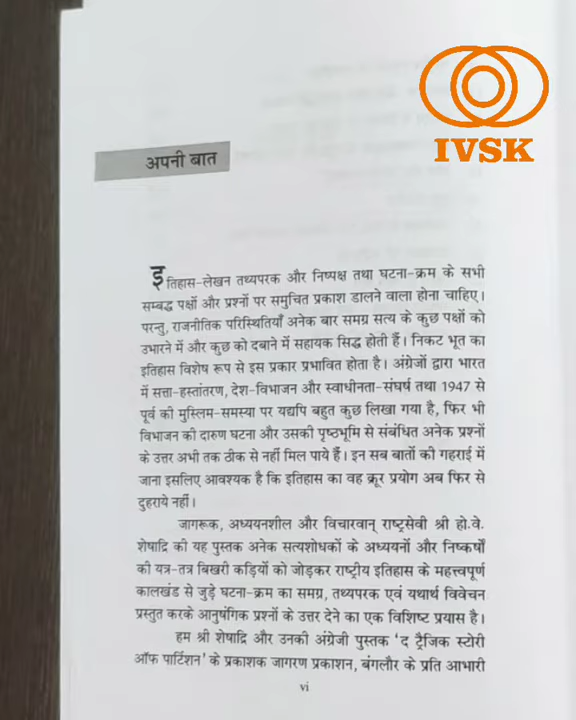 IVSK
अपनी बात
इतिहास-लेखन तथ्यपरक और निष्पक्ष तथा घटना-क्रम के सभी
सम्बद्ध पक्षों और प्रश्नों पर समुचित प्रकाश डालने वाला होना चाहिए।
परन्तु, राजनीतिक परिस्थितियाँ अनेक बार समग्र सत्य के कुछ पक्षों को
उभारने में और कुछ को दबाने में सहायक सिद्ध होती हैं। निकट भूत का
इतिहास विशेष रूप से इस प्रकार प्रभावित होता है। अंग्रेजों द्वारा भारत
में सत्ता-हस्तांतरण, देश-विभाजन और स्वाधीनता-संघर्ष तथा 1947 से
पूर्व की मुस्लिम-समस्या पर यद्यपि बहुत कुछ लिखा गया है, फिर भी
विभाजन की दारुण घटना और उसकी पृष्ठभूमि से संबंधित अनेक प्रश्नों
के उत्तर अभी तक ठीक से नहीं मिल पाये हैं। इन सब बातों की गहराई में
जाना इसलिए आवश्यक है कि इतिहास का वह क्रूर प्रयोग अब फिर से
दुहराये नहीं।
जागरूक, अध्ययनशील और विचारवान् राष्ट्रसेवी श्री हो.वे.
शेषाद्रि की यह पुस्तक अनेक सत्यशोधकों के अध्ययनों और निष्कर्षों
की यत्र-तत्र बिखरी कड़ियों को जोड़कर राष्ट्रीय इतिहास के महत्त्वपूर्ण
कालखंड से जुड़े घटना-क्रम का समग्र, तथ्यपरक एवं यथार्थ विवेचन
प्रस्तुत करके आनुषंगिक प्रश्नों के उत्तर देने का एक विशिष्ट प्रयास है।
हम श्री शेषाद्रि और उनकी अंग्रेजी पुस्तक 'द ट्रैजिक स्टोरी
ऑफ पार्टिशन' के प्रकाशक जागरण प्रकाशन, बंगलौर के प्रति आभारी
vi